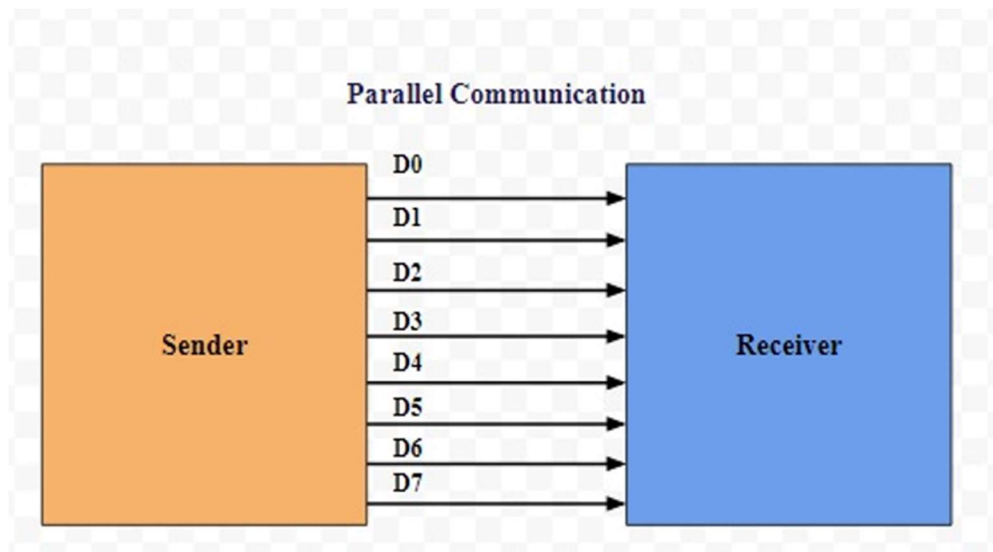 Parallel Communication
D0
D1
D2
D3
Sender
Receiver
D4
D5
D6
D7